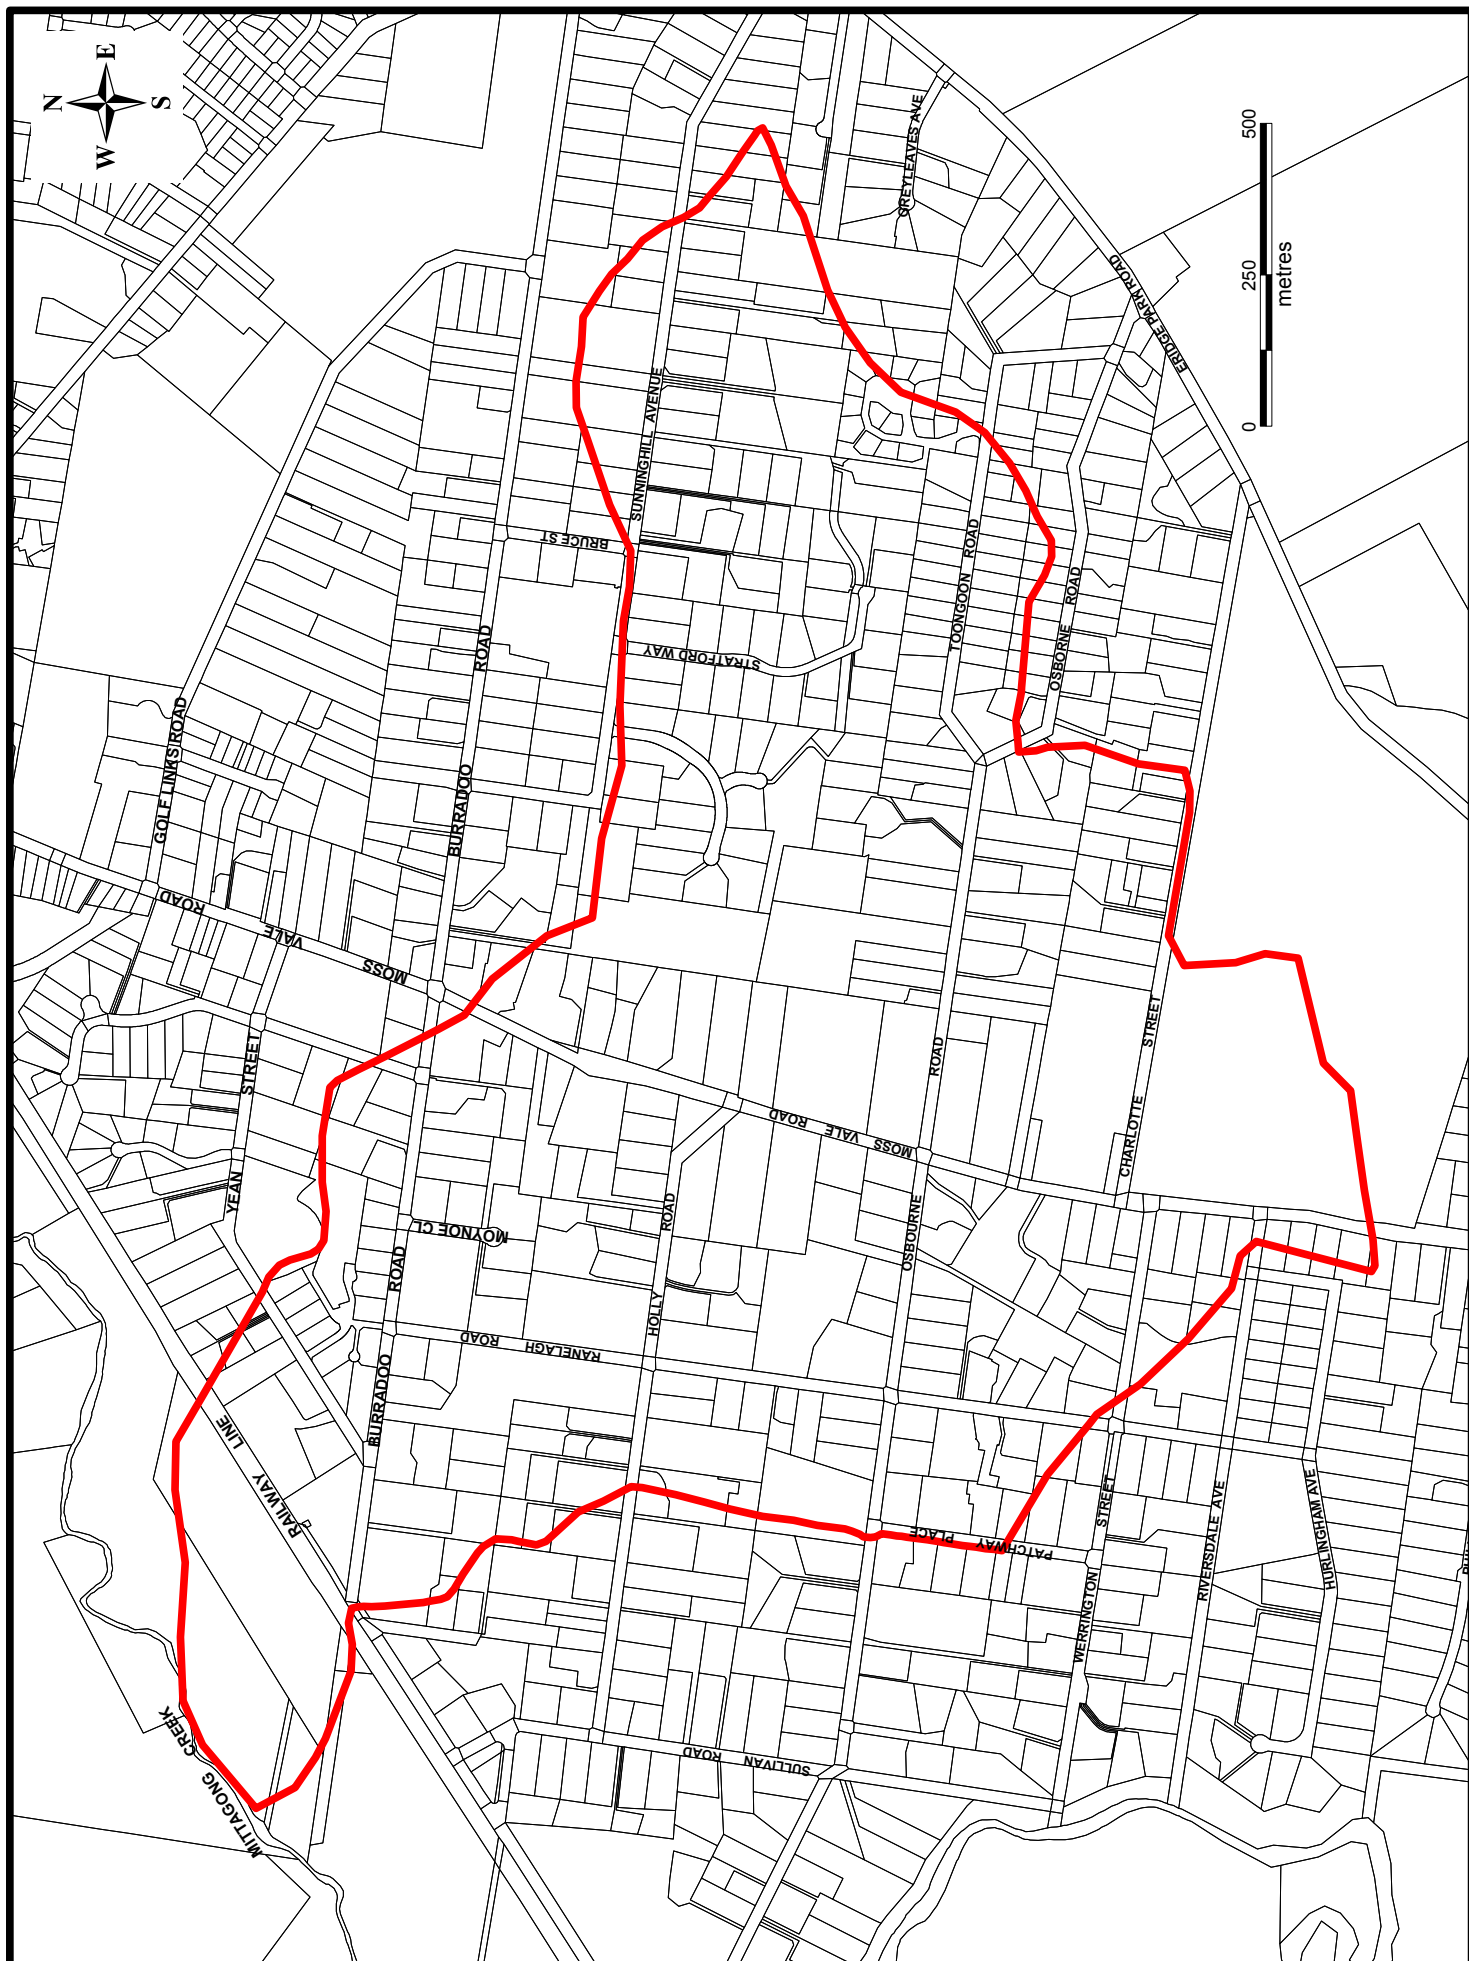 N
E
S
W
0 250 500
metres
GREYLEAVES AVE
ERIDGE PARK ROAD
SUNNINGHILL AVENUE
BRUCE ST
STRATFORD WAY
TOONGOON ROAD
OSBORNE ROAD
BURRADOO ROAD
GOLF LINKS ROAD
MOSS VALE ROAD
YEAN STREET
CHARLOTTE STREET
MOSS VALE ROAD
OSBOURNE ROAD
HOLLY ROAD
MOYNOE CL
BURRADOO ROAD
RANELAGH ROAD
RAILWAY LINE
MITTAGONG CREEK
PATCHWAY PLACE
WERRINGTON STREET
RIVERSDALE AVE
HURLINGHAM AVE
SULLIVAN ROAD